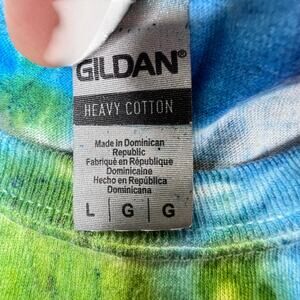 GILDAN®
HEAVY COTTON
Made in Dominican
Republic
Fabriqué en République
Dominicaine
Hecho en República
Dominicana
L | G | G